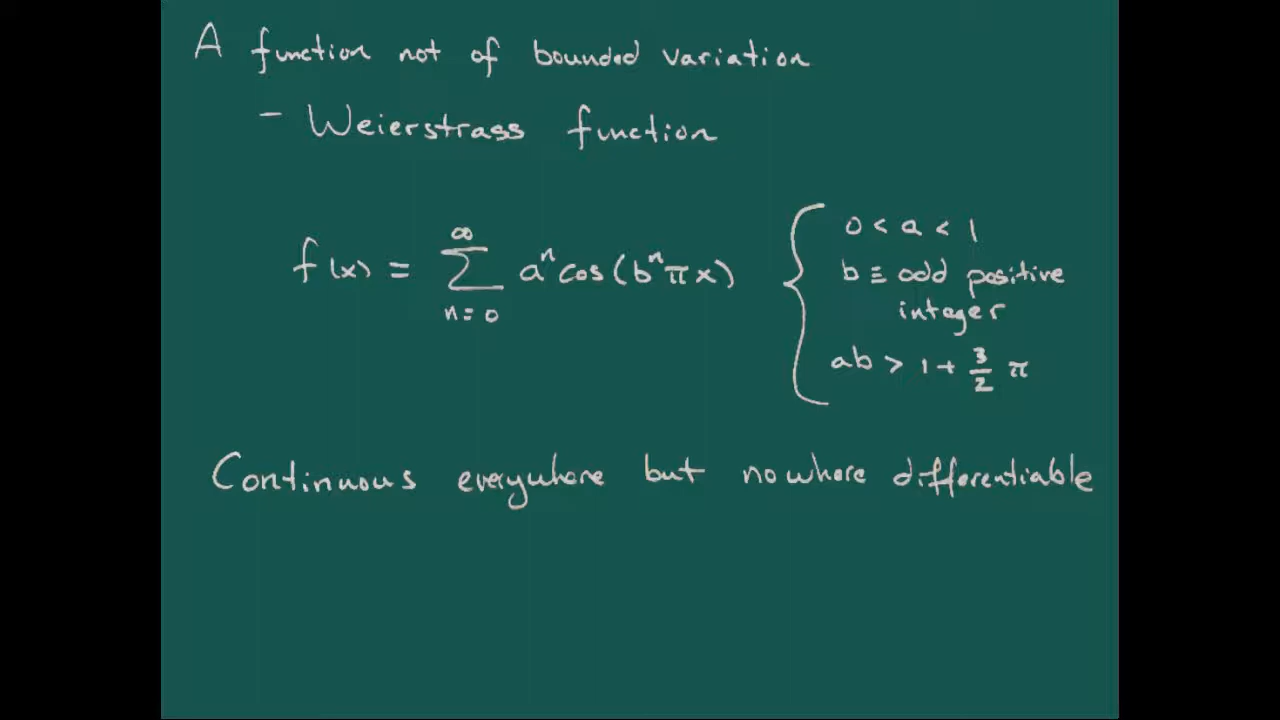 A function not of bounded variation
- Weierstrass function
f(x) = ∑_{n=0}^{∞} a^n cos(b^n π x) { 0 < a < 1
b ≡ odd positive
integer
ab > 1 + 3/2 π
Continuous everywhere but nowhere differentiable